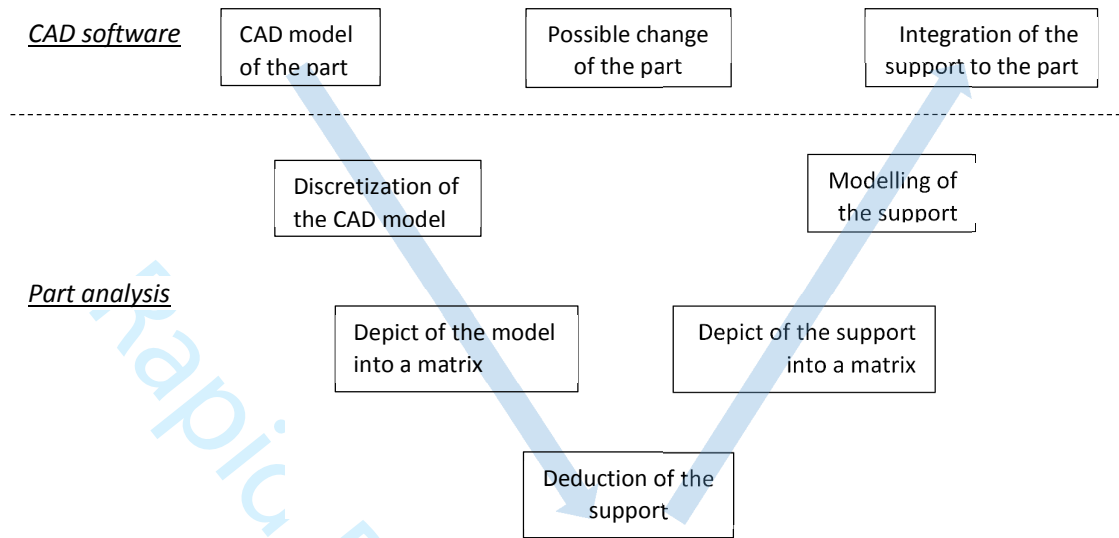 CAD software
CAD model
of the part
Possible change
of the part
Integration of the
support to the part
Discretization of
the CAD model
Modelling of
the support
Part analysis
Depict of the model
into a matrix
Depict of the support
into a matrix
Deduction of the
support